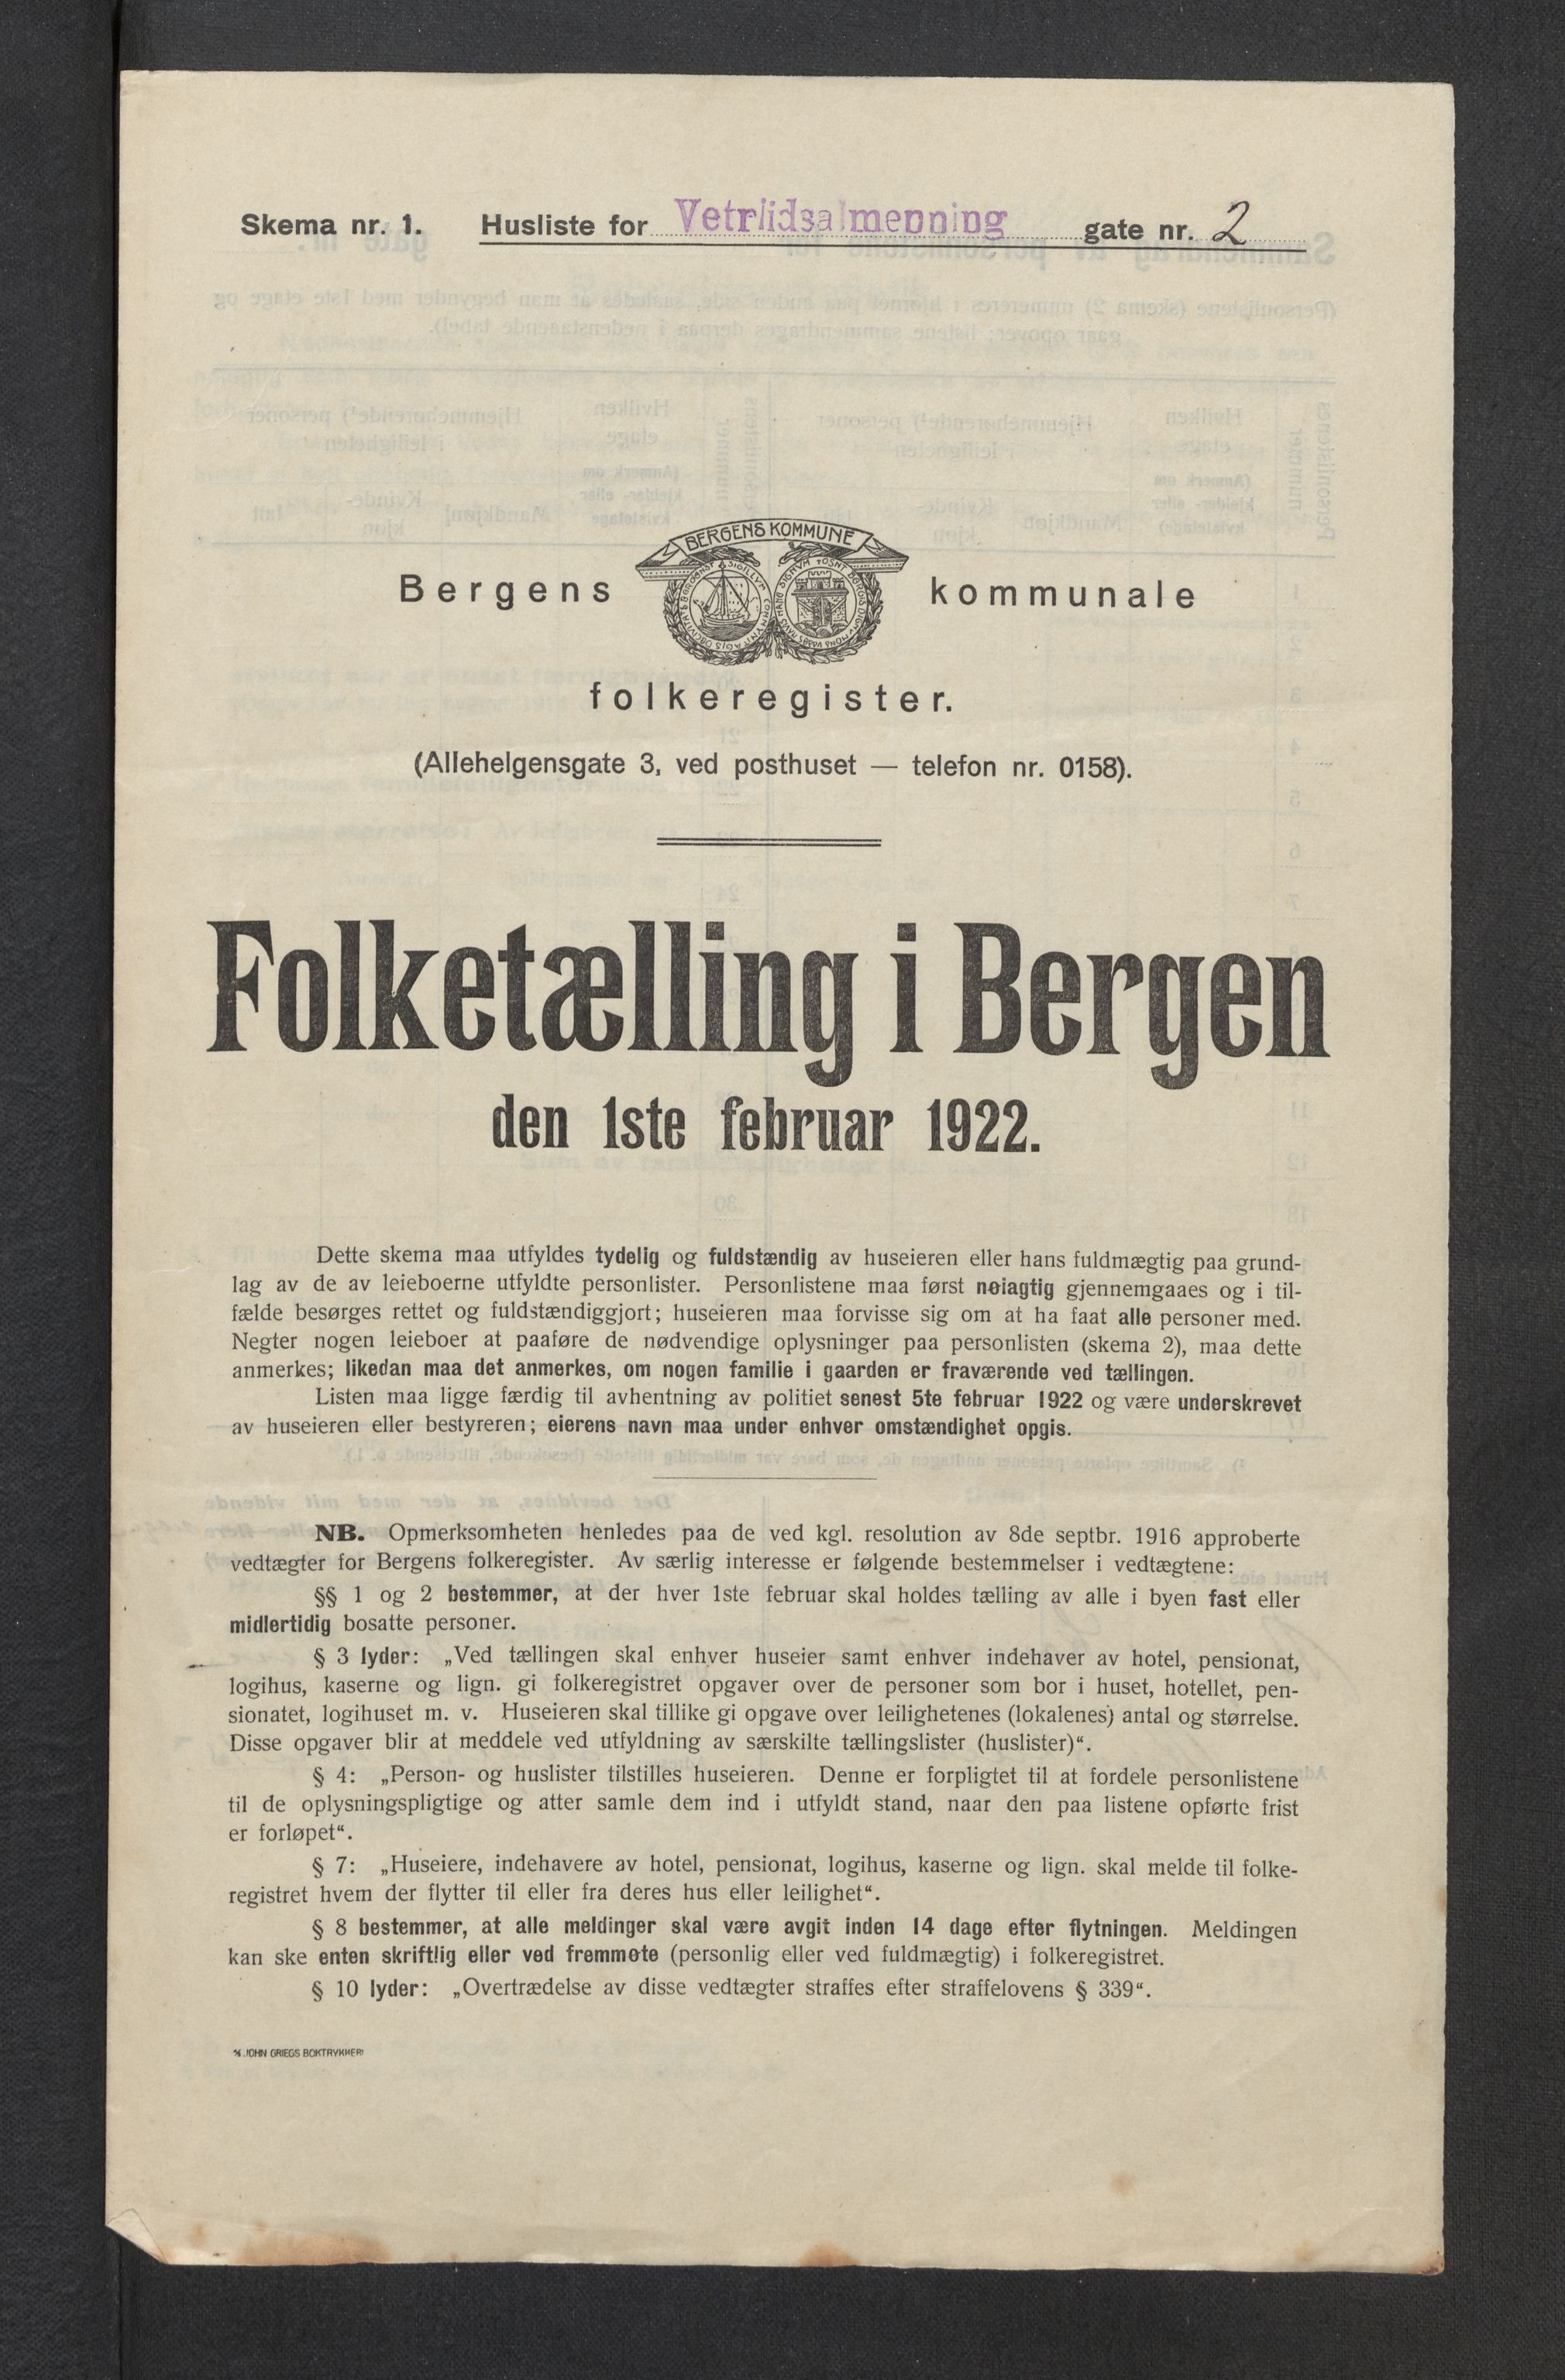 Skema nr. 1. Husliste for Vetrlidsalmenning gate nr. 2
BERGENS KOMMUNE
Bergens kommunale
folkeregister.
(Allehelgensgate 3, ved posthuset — telefon nr. 0158).
Folketælling i Bergen
den 1ste februar 1922.
Dette skema maa utfyldes tydelig og fuldstændig av huseieren eller hans fuldmægtig paa grund-
lag av de av leieboerne utfyldte personlister. Personlistene maa først nøiagtig gjennemgaaes og i til-
fælde besørges rettet og fuldstændiggjort; huseieren maa forvisse sig om at ha faat alle personer med.
Negter nogen leieboer at paaføre de nødvendige oplysninger paa personlisten (skema 2), maa dette
anmerkes; likedan maa det anmerkes, om nogen familie i gaarden er fraværende ved tællingen.
Listen maa ligge færdig til avhentning av politiet senest 5te februar 1922 og være underskrevet
av huseieren eller bestyreren; eierens navn maa under enhver omstændighet opgis.
NB. Opmerksomheten henledes paa de ved kgl. resolution av 8de septbr. 1916 approberte
vedtægter for Bergens folkeregister. Av særlig interesse er følgende bestemmelser i vedtægtene:
§§ 1 og 2 bestemmer, at der hver 1ste februar skal holdes tælling av alle i byen fast eller
midlertidig bosatte personer.
§ 3 lyder: „Ved tællingen skal enhver huseier samt enhver indehaver av hotel, pensionat,
logihus, kaserne og lign. gi folkeregistret opgaver over de personer som bor i huset, hotellet, pen-
sionatet, logihuset m. v. Huseieren skal tillike gi opgave over leilighetenes (lokalenes) antal og størrelse.
Disse opgaver blir at meddele ved utfyldning av særskilte tællingslister (huslister)“.
§ 4: „Person- og huslister tilstilles huseieren. Denne er forpligtet til at fordele personlistene
til de oplysningspligtige og atter samle dem ind i utfyldt stand, naar den paa listene opførte frist
er forløpet“.
§ 7: „Huseiere, indehavere av hotel, pensionat, logihus, kaserne og lign. skal melde til folke-
registret hvem der flytter til eller fra deres hus eller leilighet“.
§ 8 bestemmer, at alle meldinger skal være avgit inden 14 dage efter flytningen. Meldingen
kan ske enten skriftlig eller ved fremmøte (personlig eller ved fuldmægtig) i folkeregistret.
§ 10 lyder: „Overtrædelse av disse vedtægter straffes efter straffelovens § 339“.
JOHN GRIEGS BOKTRYKKERI